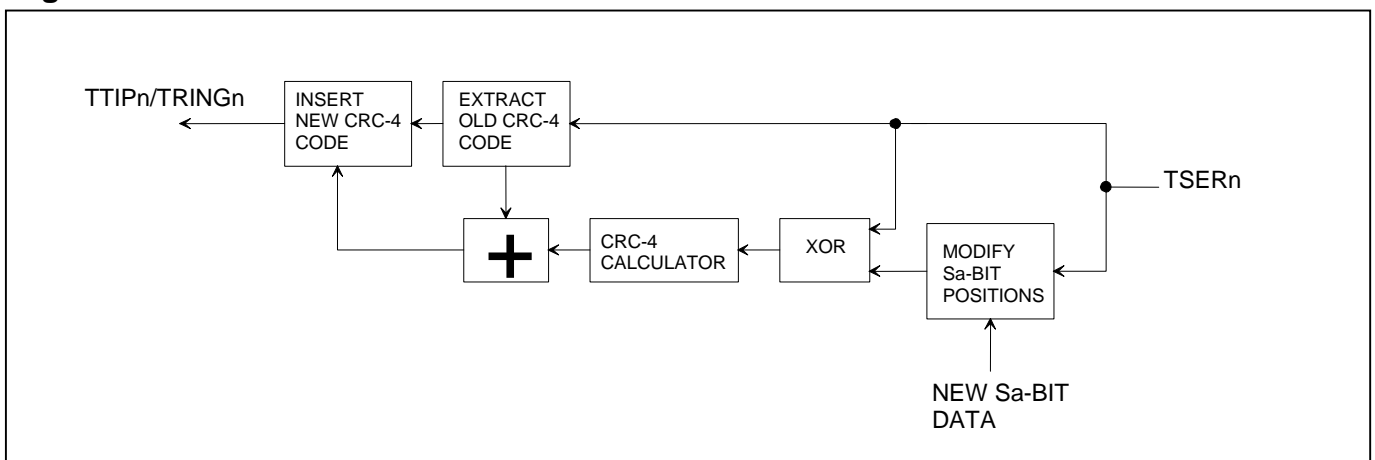 TTIPn/TRINGn
INSERT
NEW CRC-4
CODE
EXTRACT
OLD CRC-4
CODE
TSERn
+
CRC-4
CALCULATOR
XOR
MODIFY
Sa-BIT
POSITIONS
NEW Sa-BIT
DATA